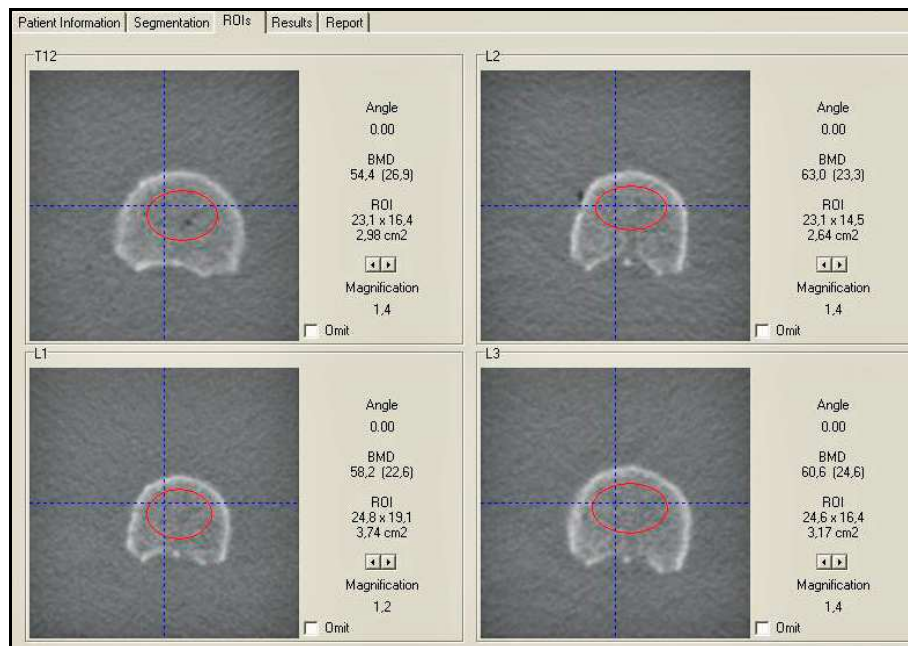 Patient Information Segmentation ROIs Results Report
T12
Angle
0.00
BMD
54,4 (26,9)
ROI
23,1 x 16,4
2,98 cm2
Magnification
1,4
Omit
L2
Angle
0.00
BMD
63,0 (23,3)
ROI
23,1 x 14,5
2,64 cm2
Magnification
1,4
Omit
L1
Angle
0.00
BMD
58,2 (22,6)
ROI
24,8 x 19,1
3,74 cm2
Magnification
1,2
Omit
L3
Angle
0.00
BMD
60,6 (24,6)
ROI
24,6 x 16,4
3,17 cm2
Magnification
1,4
Omit